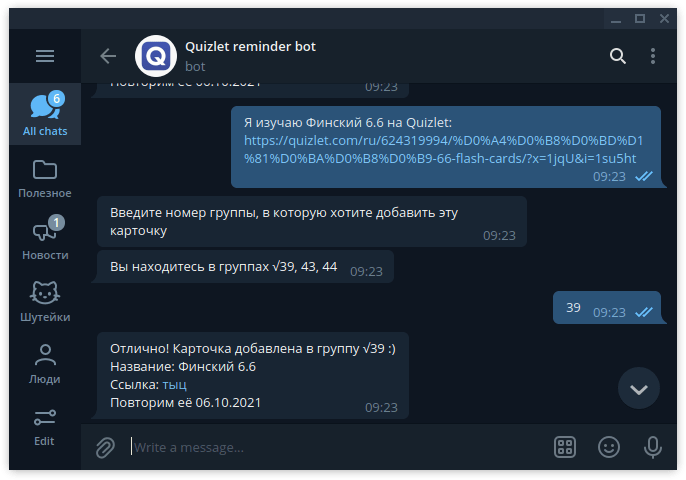 Quizlet reminder bot
bot
Повторим её 06.10.2021
09:23
Я изучаю Финский 6.6 на Quizlet:
https://quizlet.com/ru/624319994/%D0%A4%D0%B8%D0%BD%D1
%81%D0%BA%D0%B8%D0%B9-66-flash-cards/?x=1jqU&i=1su5ht
09:23
Введите номер группы, в которую хотите добавить эту
карточку
09:23
Вы находитесь в группах √39, 43, 44
09:23
39
09:23
Отлично! Карточка добавлена в группу √39 :)
Название: Финский 6.6
Ссылка: тыц
Повторим её 06.10.2021
09:23
Write a message...
6
All chats
Полезное
1
Новости
Шутейки
Люди
Edit